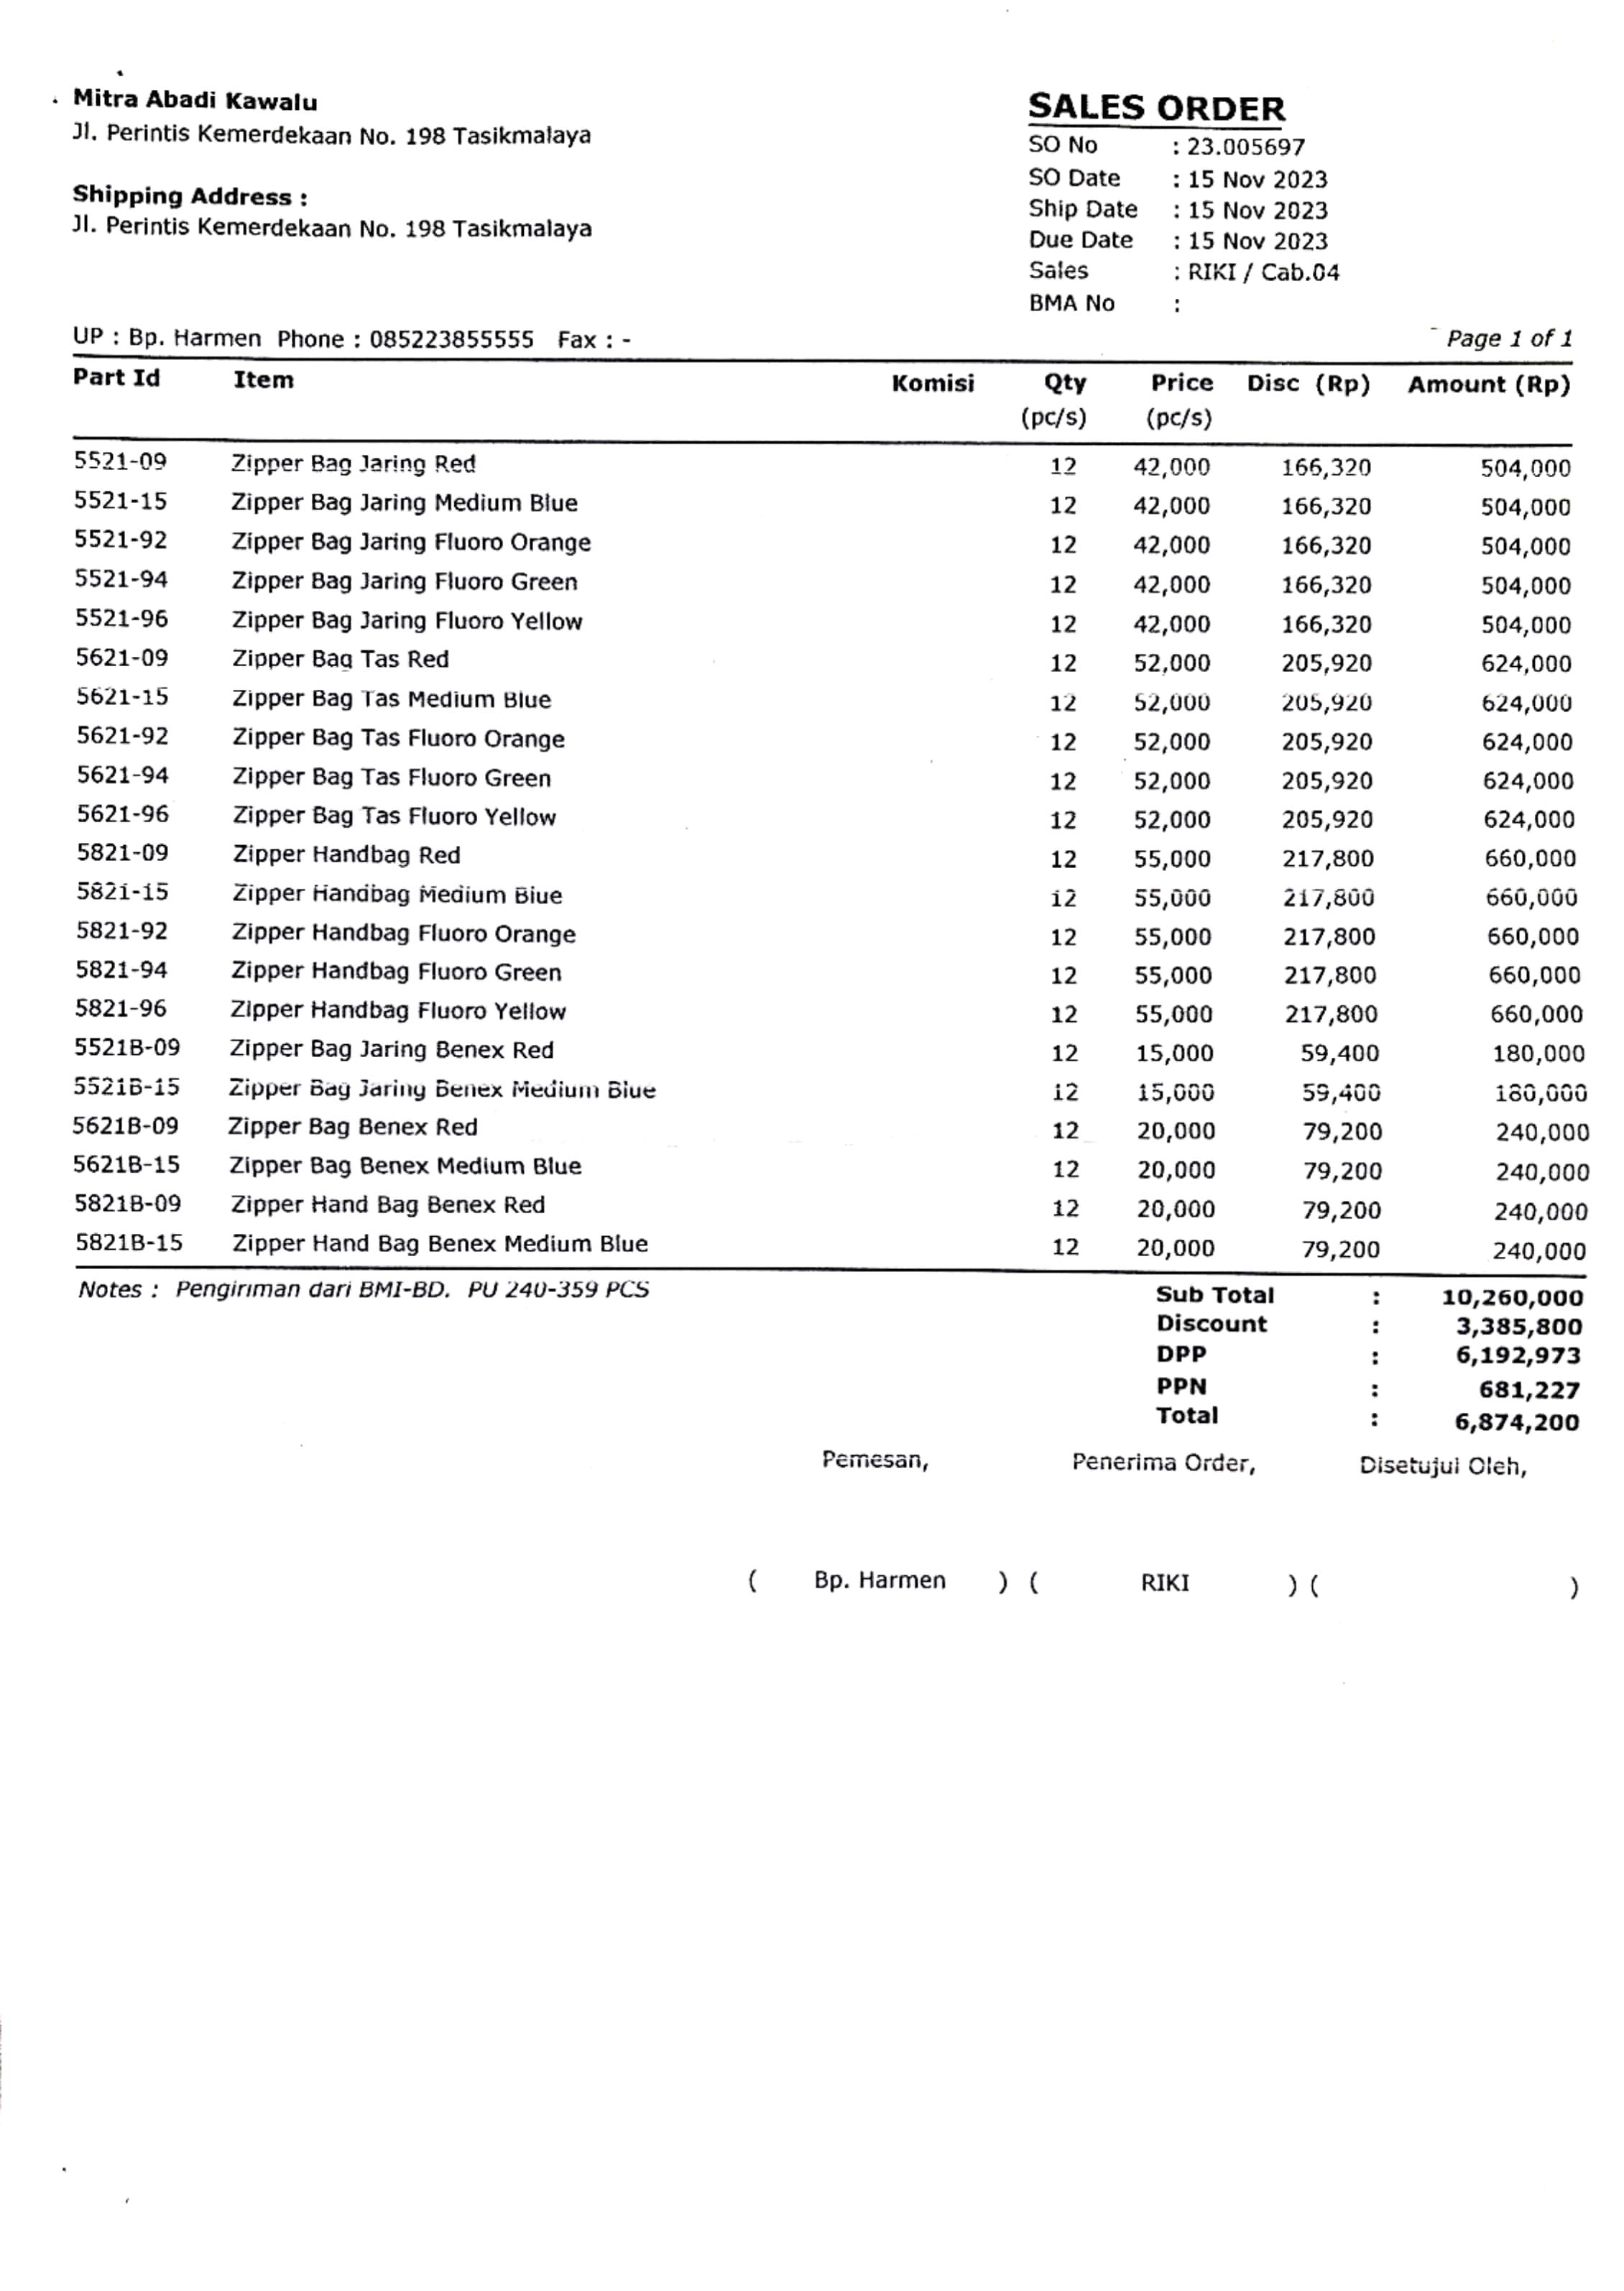 Mitra Abadi Kawalu
Jl. Perintis Kemerdekaan No. 198 Tasikmalaya
Shipping Address :
Jl. Perintis Kemerdekaan No. 198 Tasikmalaya
SALES ORDER
SO No : 23.005697
SO Date : 15 Nov 2023
Ship Date : 15 Nov 2023
Due Date : 15 Nov 2023
Sales : RIKI / Cab.04
BMA No :
UP : Bp. Harmen Phone : 085223855555 Fax : -
Page 1 of 1
Part Id Item Komisi Qty Price Disc (Rp) Amount (Rp)
(pc/s) (pc/s)
5521-09 Zipper Bag Jaring Red 12 42,000 166,320 504,000
5521-15 Zipper Bag Jaring Medium Blue 12 42,000 166,320 504,000
5521-92 Zipper Bag Jaring Fluoro Orange 12 42,000 166,320 504,000
5521-94 Zipper Bag Jaring Fluoro Green 12 42,000 166,320 504,000
5521-96 Zipper Bag Jaring Fluoro Yellow 12 42,000 166,320 504,000
5621-09 Zipper Bag Tas Red 12 52,000 205,920 624,000
5621-15 Zipper Bag Tas Medium Blue 12 52,000 205,920 624,000
5621-92 Zipper Bag Tas Fluoro Orange 12 52,000 205,920 624,000
5621-94 Zipper Bag Tas Fluoro Green 12 52,000 205,920 624,000
5621-96 Zipper Bag Tas Fluoro Yellow 12 52,000 205,920 624,000
5821-09 Zipper Handbag Red 12 55,000 217,800 660,000
5821-15 Zipper Handbag Medium Blue 12 55,000 217,800 660,000
5821-92 Zipper Handbag Fluoro Orange 12 55,000 217,800 660,000
5821-94 Zipper Handbag Fluoro Green 12 55,000 217,800 660,000
5821-96 Zipper Handbag Fluoro Yellow 12 55,000 217,800 660,000
5521B-09 Zipper Bag Jaring Benex Red 12 15,000 59,400 180,000
5521B-15 Zipper Bag Jaring Benex Medium Blue 12 15,000 59,400 180,000
5621B-09 Zipper Bag Benex Red 12 20,000 79,200 240,000
5621B-15 Zipper Bag Benex Medium Blue 12 20,000 79,200 240,000
5821B-09 Zipper Hand Bag Benex Red 12 20,000 79,200 240,000
5821B-15 Zipper Hand Bag Benex Medium Blue 12 20,000 79,200 240,000
Notes : Pengiriman dari BMI-BD. PU 240-359 PCS
Sub Total : 10,260,000
Discount : 3,385,800
DPP : 6,192,973
PPN : 681,227
Total : 6,874,200
Pemesan, Penerima Order, Disetujui Oleh,
( Bp. Harmen ) ( RIKI ) ( )